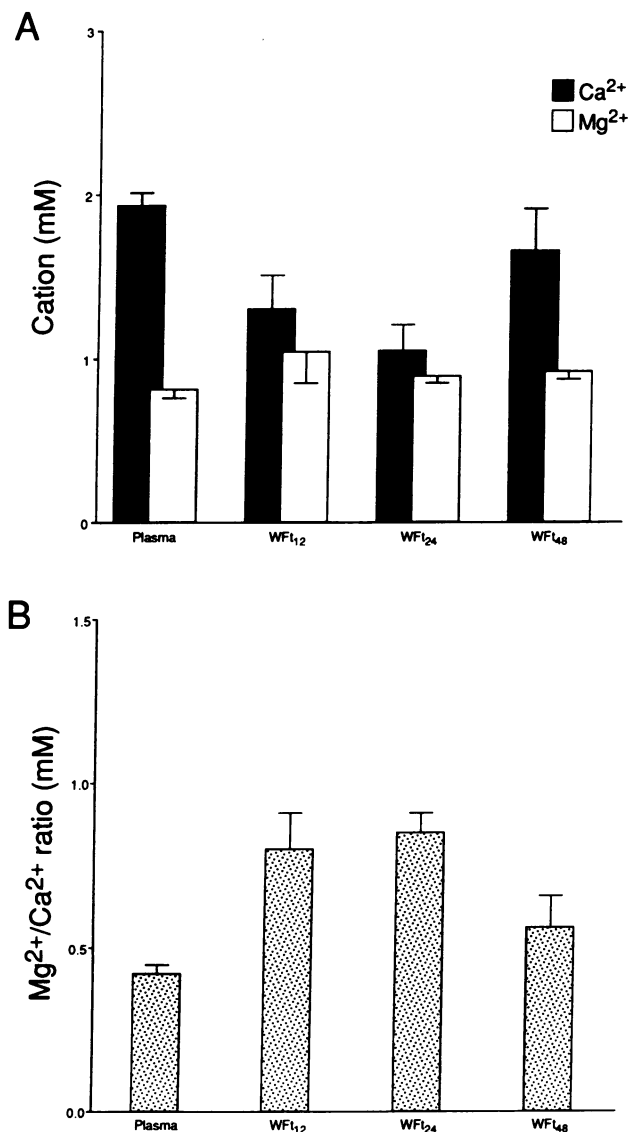 A
3
2
1
0
Cation (mM)
Ca²⁺
Mg²⁺
Plasma
WFt₁₂
WFt₂₄
WFt₄₈
B
1.5
1.0
0.5
0.0
Mg²⁺/Ca²⁺ ratio (mM)
Plasma
WFt₁₂
WFt₂₄
WFt₄₈